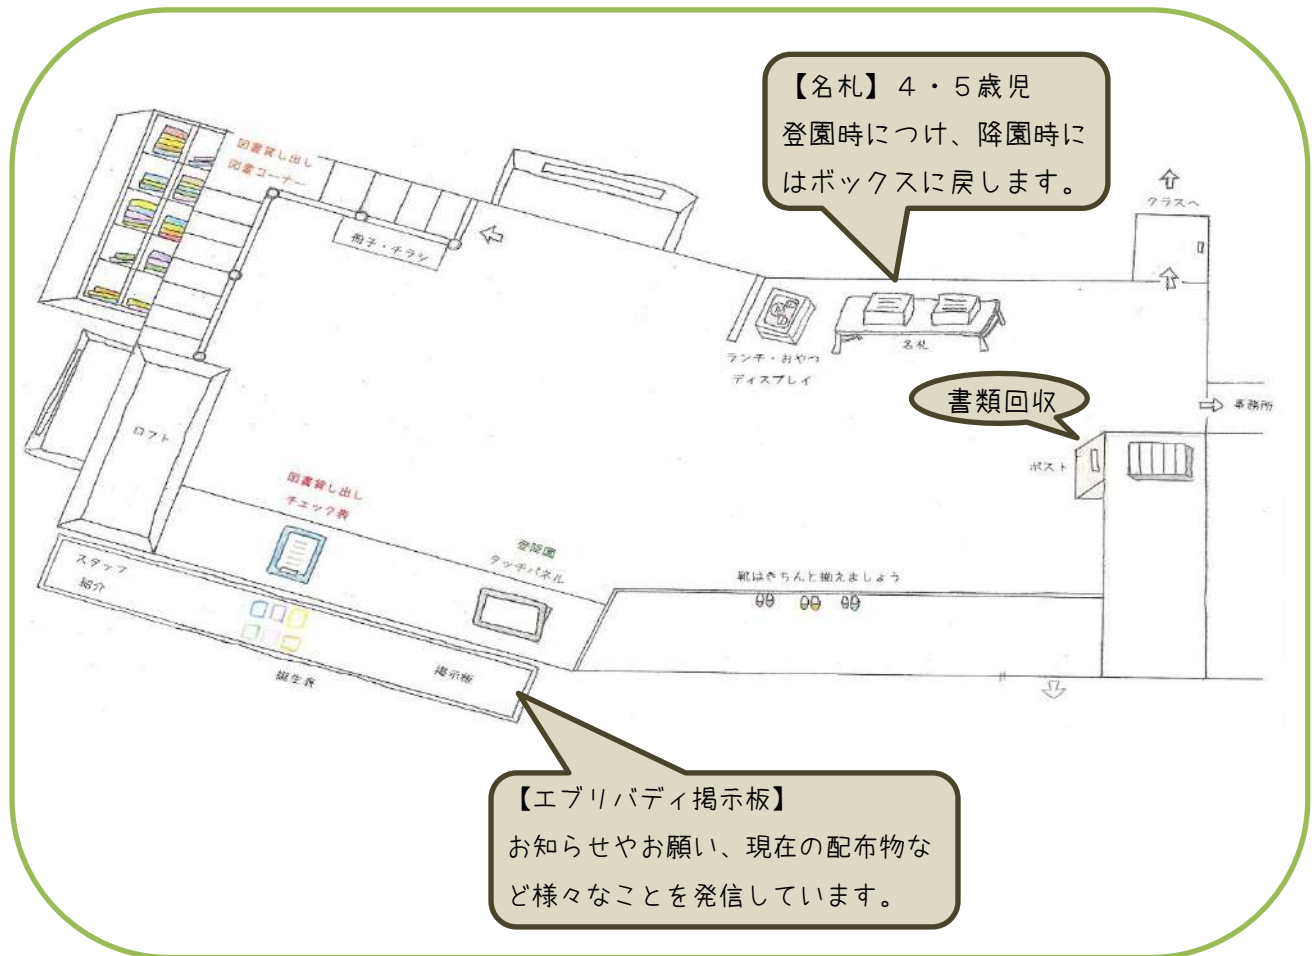 【名札】４・５歳児
登園時につけ、降園時に
はボックスに戻します。
図書貸し出し
図書コーナー
冊子・チラシ
クラスへ
ランチ・おやつ
ディスプレイ
名札
書類回収
事務所
ポスト
ロフト
図書貸し出し
チェック表
登降園
タッチパネル
靴はきちんと揃えましょう
スタッフ
紹介
誕生表
掲示板
【エブリバディ掲示板】
お知らせやお願い、現在の配布物な
ど様々なことを発信しています。